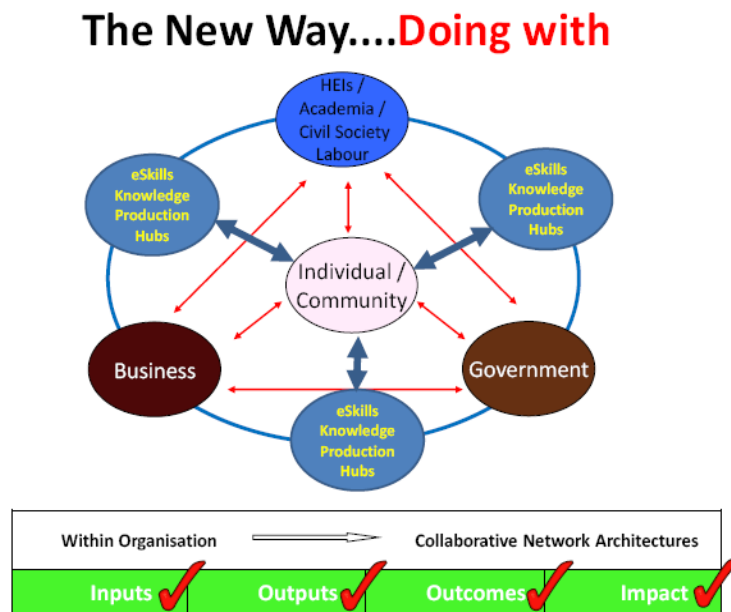 The New Way....Doing with
HEIs /
Academia /
Civil Society
Labour
eSkills
Knowledge
Production
Hubs
eSkills
Knowledge
Production
Hubs
Individual /
Community
Business
Government
eSkills
Knowledge
Production
Hubs
Within Organisation
Collaborative Network Architectures
Inputs
Outputs
Outcomes
Impact